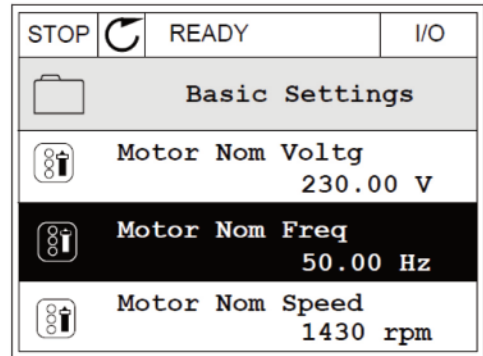 STOP READY I/O
Basic Settings
Motor Nom Voltg
230.00 V
Motor Nom Freq
50.00 Hz
Motor Nom Speed
1430 rpm